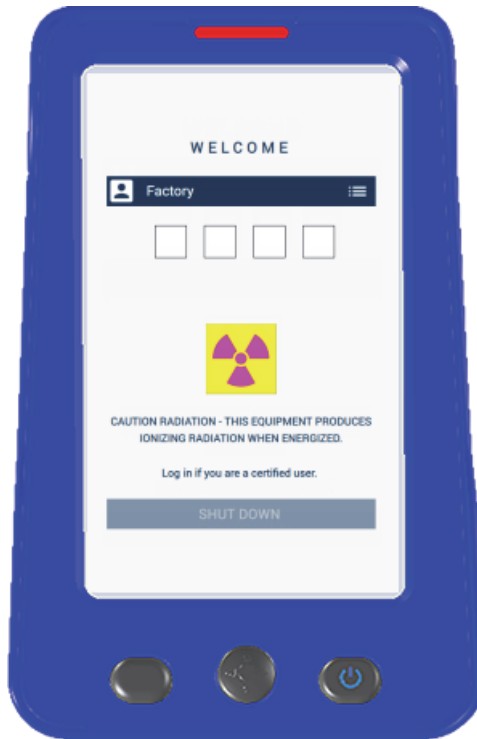 WELCOME
Factory
CAUTION RADIATION - THIS EQUIPMENT PRODUCES
IONIZING RADIATION WHEN ENERGIZED.
Log in if you are a certified user.
SHUT DOWN